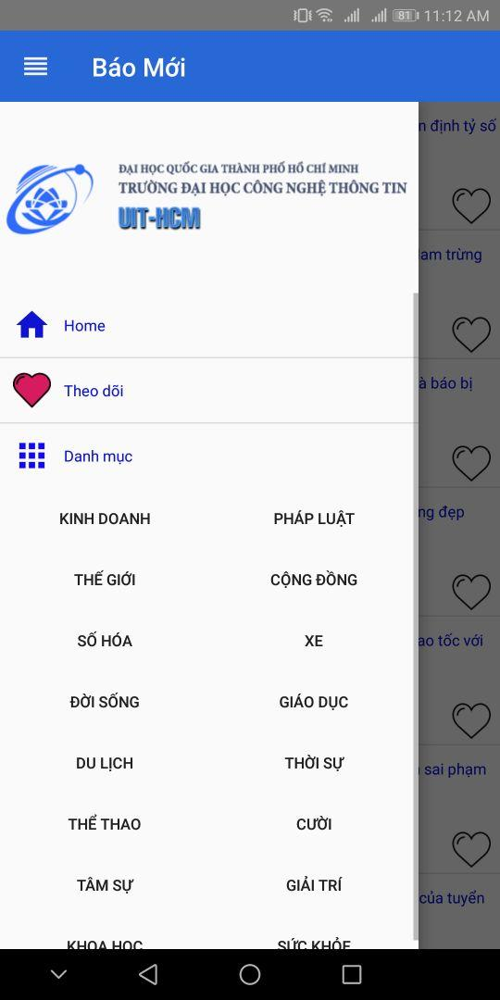 81 11:12 AM
Báo Mới
ĐẠI HỌC QUỐC GIA THÀNH PHỐ HỒ CHÍ MINH
TRƯỜNG ĐẠI HỌC CÔNG NGHỆ THÔNG TIN
UIT-HCM
Home
Theo dõi
Danh mục
KINH DOANH
PHÁP LUẬT
THẾ GIỚI
CỘNG ĐỒNG
SỐ HÓA
XE
ĐỜI SỐNG
GIÁO DỤC
DU LỊCH
THỜI SỰ
THỂ THAO
CƯỜI
TÂM SỰ
GIẢI TRÍ
KHOA HỌC
SỨC KHỎE
định tỷ số
am trừng
à báo bị
ng đẹp
ao tốc với
sai phạm
của tuyển